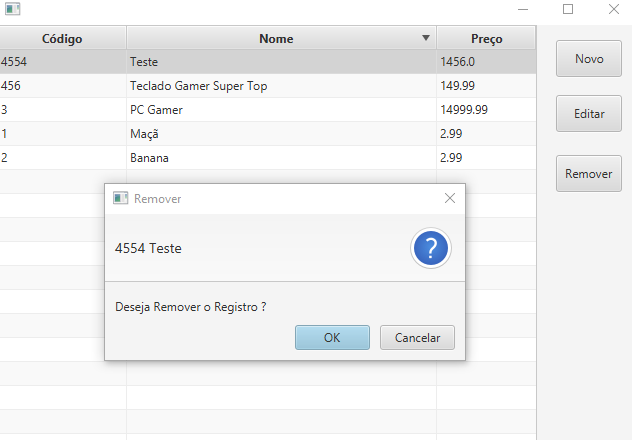 Código Nome Preço
4554 Teste 1456.0
456 Teclado Gamer Super Top 149.99
3 PC Gamer 14999.99
1 Maçã 2.99
2 Banana 2.99
Novo
Editar
Remover
Remover
4554 Teste
?
Deseja Remover o Registro ?
OK Cancelar